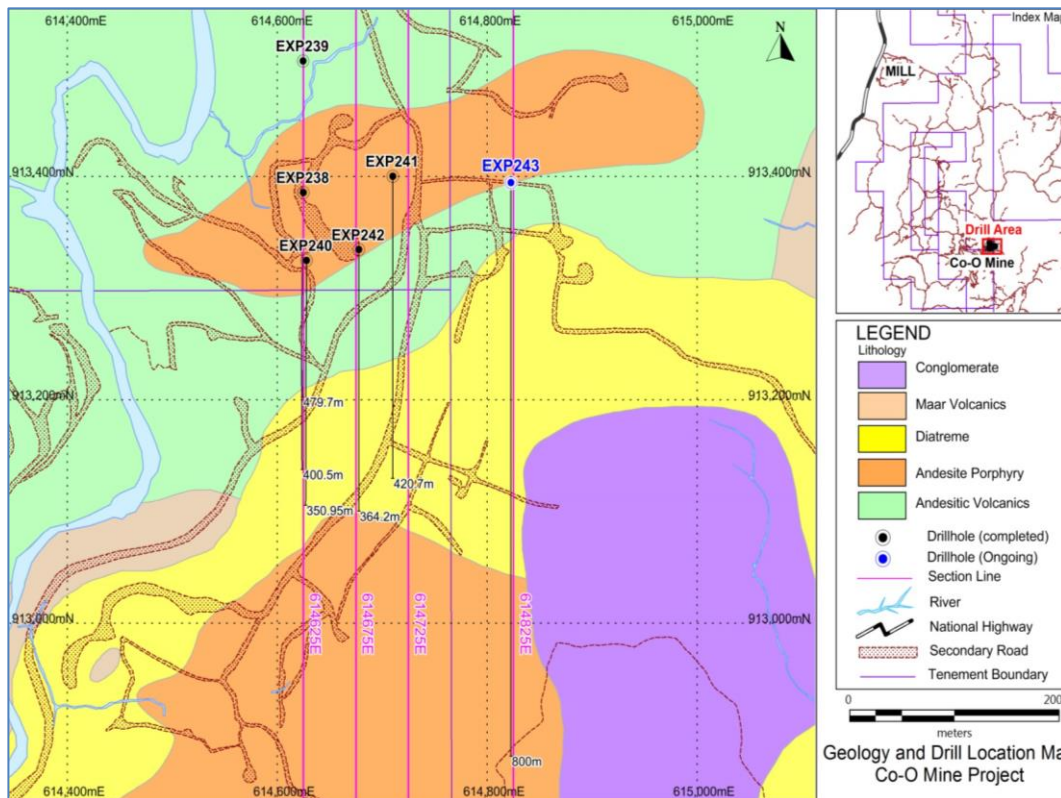 614,400mE
614,600mE
614,800mE
615,000mE
N
EXP239
EXP241
EXP243
913,400mN
913,400mN
EXP238
EXP242
EXP240
913,200mN
913,200mN
479.7m
400.5m
420.7m
350.95m
364.2m
913,000mN
913,000mN
614625E
614675E
614725E
614825E
800m
614,400mE
614,600mE
614,800mE
615,000mE
Index Ma
MILL
Drill Area
Co-O Mine
LEGEND
Lithology
Conglomerate
Maar Volcanics
Diatreme
Andesite Porphyry
Andesitic Volcanics
Drillhole (completed)
Drillhole (Ongoing)
Section Line
River
National Highway
Secondary Road
Tenement Boundary
0
200
meters
Geology and Drill Location Ma
Co-O Mine Project